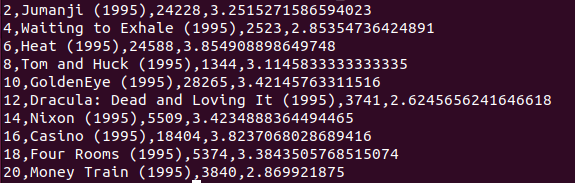 2,Jumanji (1995),24228,3.2515271586594023
4,Waiting to Exhale (1995),2523,2.85354736424891
6,Heat (1995),24588,3.854908898649748
8,Tom and Huck (1995),1344,3.1145833333333335
10,GoldenEye (1995),28265,3.42145763311516
12,Dracula: Dead and Loving It (1995),3741,2.6245656241646618
14,Nixon (1995),5509,3.4234888364494465
16,Casino (1995),18404,3.8237068028689416
18,Four Rooms (1995),5374,3.3843505768515074
20,Money Train (1995),3840,2.869921875